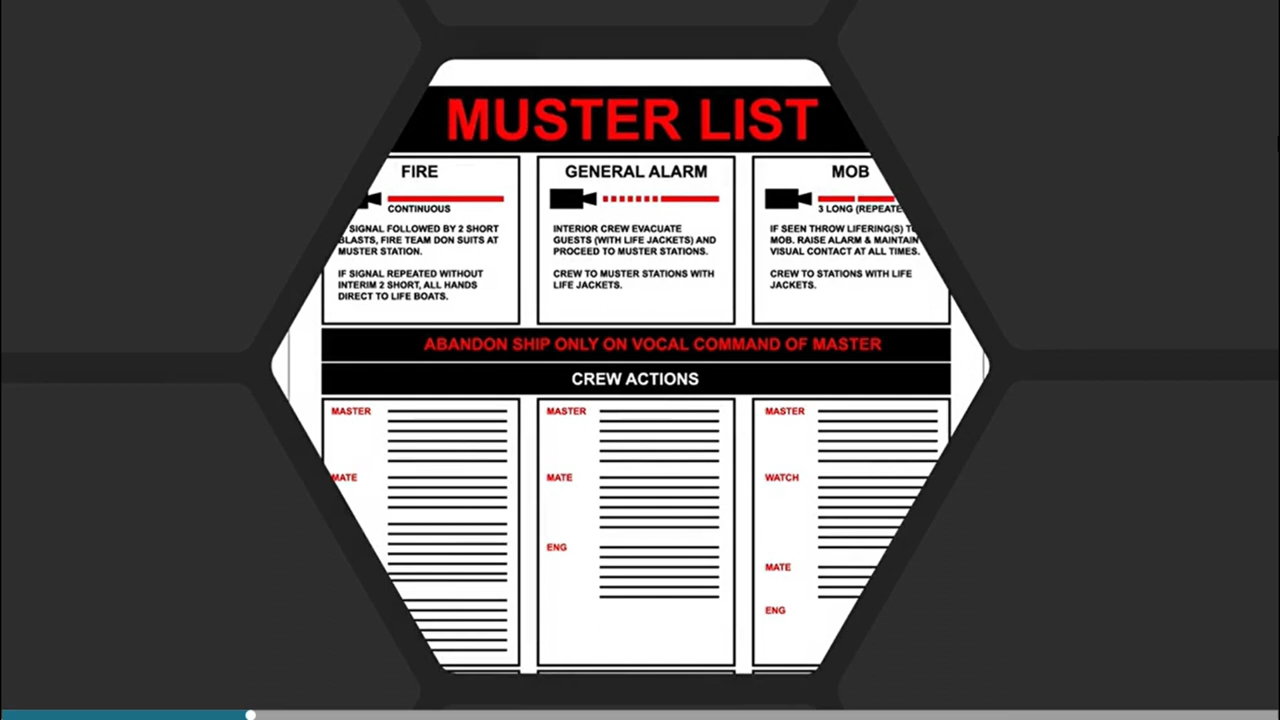 MUSTER LIST
FIRE
CONTINUOUS
SIGNAL FOLLOWED BY 2 SHORT
BLASTS, FIRE TEAM DON SUITS AT
MUSTER STATION.
IF SIGNAL REPEATED WITHOUT
INTERIM 2 SHORT, ALL HANDS
DIRECT TO LIFE BOATS.
GENERAL ALARM
INTERIOR CREW EVACUATE
GUESTS (WITH LIFE JACKETS) AND
PROCEED TO MUSTER STATIONS.
CREW TO MUSTER STATIONS WITH
LIFE JACKETS.
MOB
3 LONG (REPEATE
IF SEEN THROW LIFERING(S) TO
MOB. RAISE ALARM & MAINTAIN
VISUAL CONTACT AT ALL TIMES.
CREW TO STATIONS WITH LIFE
JACKETS.
ABANDON SHIP ONLY ON VOCAL COMMAND OF MASTER
CREW ACTIONS
MASTER
MATE
MASTER
MATE
ENG
MASTER
WATCH
MATE
ENG